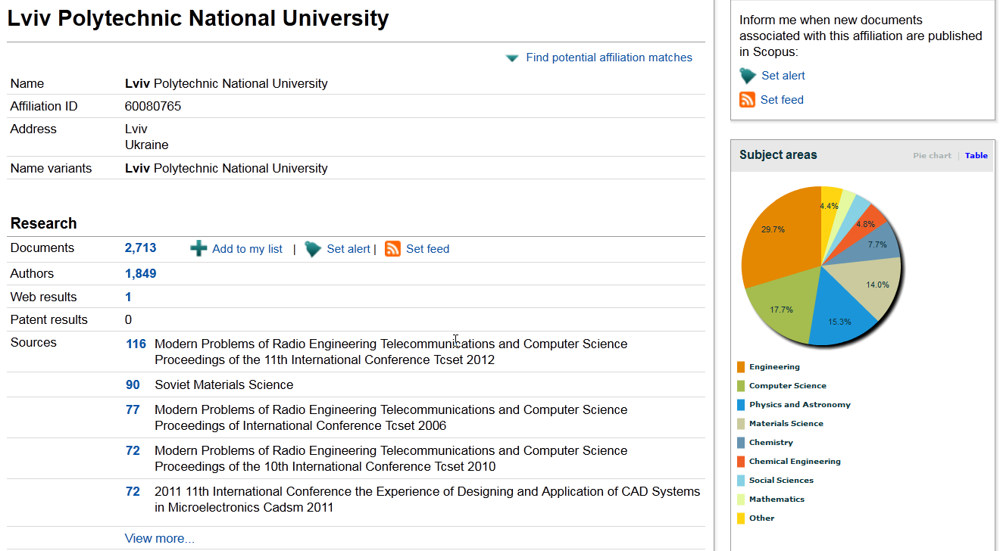 Lviv Polytechnic National University
Find potential affiliation matches
Name Lviv Polytechnic National University
Affiliation ID 60080765
Address Lviv
Ukraine
Name variants Lviv Polytechnic National University
Research
Documents 2,713 Add to my list | Set alert | Set feed
Authors 1,849
Web results 1
Patent results 0
Sources 116 Modern Problems of Radio Engineering Telecommunications and Computer Science
Proceedings of the 11th International Conference Tcset 2012
90 Soviet Materials Science
77 Modern Problems of Radio Engineering Telecommunications and Computer Science
Proceedings of International Conference Tcset 2006
72 Modern Problems of Radio Engineering Telecommunications and Computer Science
Proceedings of the 10th International Conference Tcset 2010
72 2011 11th International Conference the Experience of Designing and Application of CAD Systems
in Microelectronics Cadsm 2011
View more...
Inform me when new documents
associated with this affiliation are published
in Scopus:
Set alert
Set feed
Subject areas Pie chart | Table
4.4%
4.8%
29.7%
7.7%
14.0%
17.7%
15.3%
Engineering
Computer Science
Physics and Astronomy
Materials Science
Chemistry
Chemical Engineering
Social Sciences
Mathematics
Other